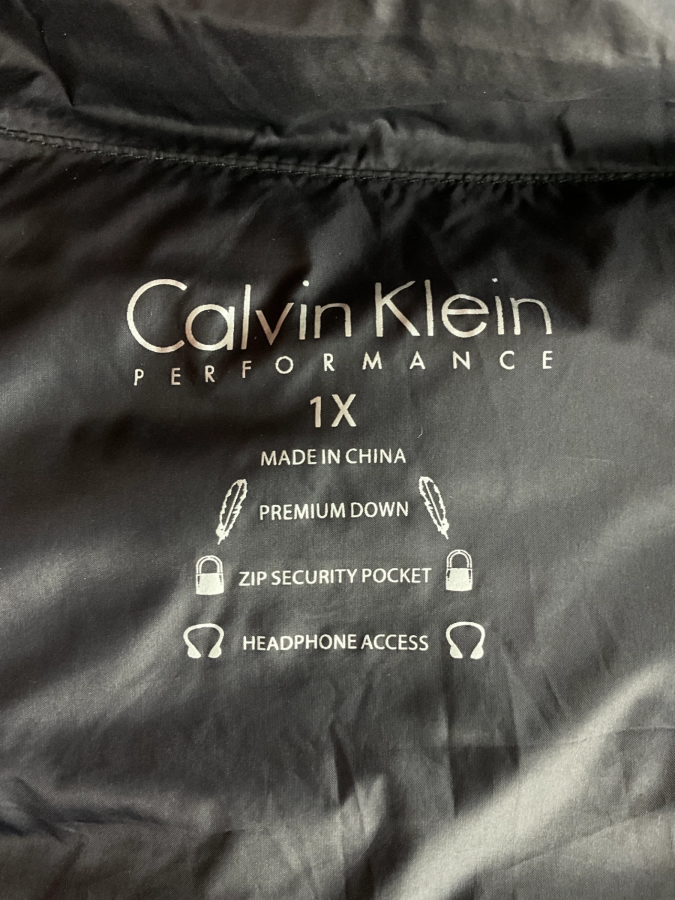 Calvin Klein
PERFORMANCE
1X
MADE IN CHINA
PREMIUM DOWN
ZIP SECURITY POCKET
HEADPHONE ACCESS